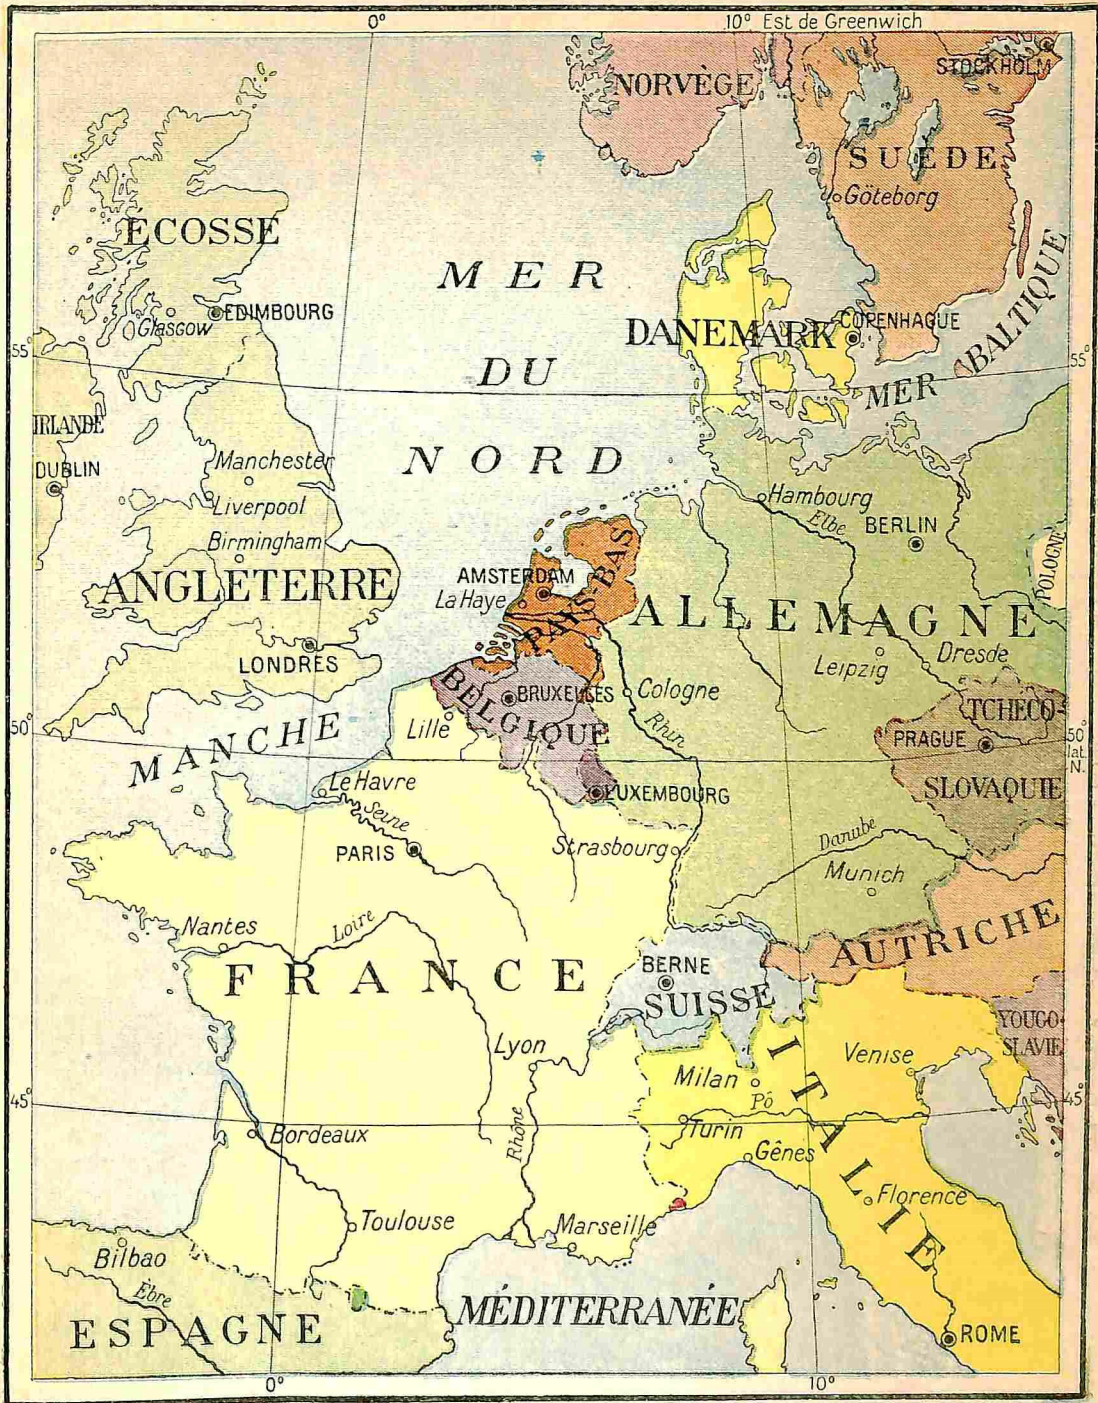 0°
10° Est de Greenwich
NORVÈGE
STOCKHOLM
SUÈDE
Göteborg
ECOSSE
MER
DU
NORD
EDIMBOURG
Glasgow
DANEMARK
COPENHAGUE
MER BALTIQUE
55°
55°
IRLANDE
DUBLIN
Manchester
Liverpool
Birmingham
ANGLETERRE
LONDRES
Hambourg
Elbe
BERLIN
POLOGNE
AMSTERDAM
La Haye
PAYS-BAS
ALLEMAGNE
Leipzig
Dresde
BELGIQUE
BRUXELLES
Cologne
Rhin
Lille
TCHÉCO-
PRAGUE
SLOVAQUIE
50°
50°
lat.
N.
MANCHE
Le Havre
Seine
LUXEMBOURG
PARIS
Strasbourg
Danube
Munich
Nantes
Loire
AUTRICHE
FRANCE
BERNE
SUISSE
YOUGO-
SLAVIE
Lyon
Milan
Venise
Pô
45°
45°
Bordeaux
Rhône
Turin
Gênes
ITALIE
Florence
Toulouse
Marseille
Bilbao
Èbre
ESPAGNE
MÉDITERRANÉE
ROME
0°
10°